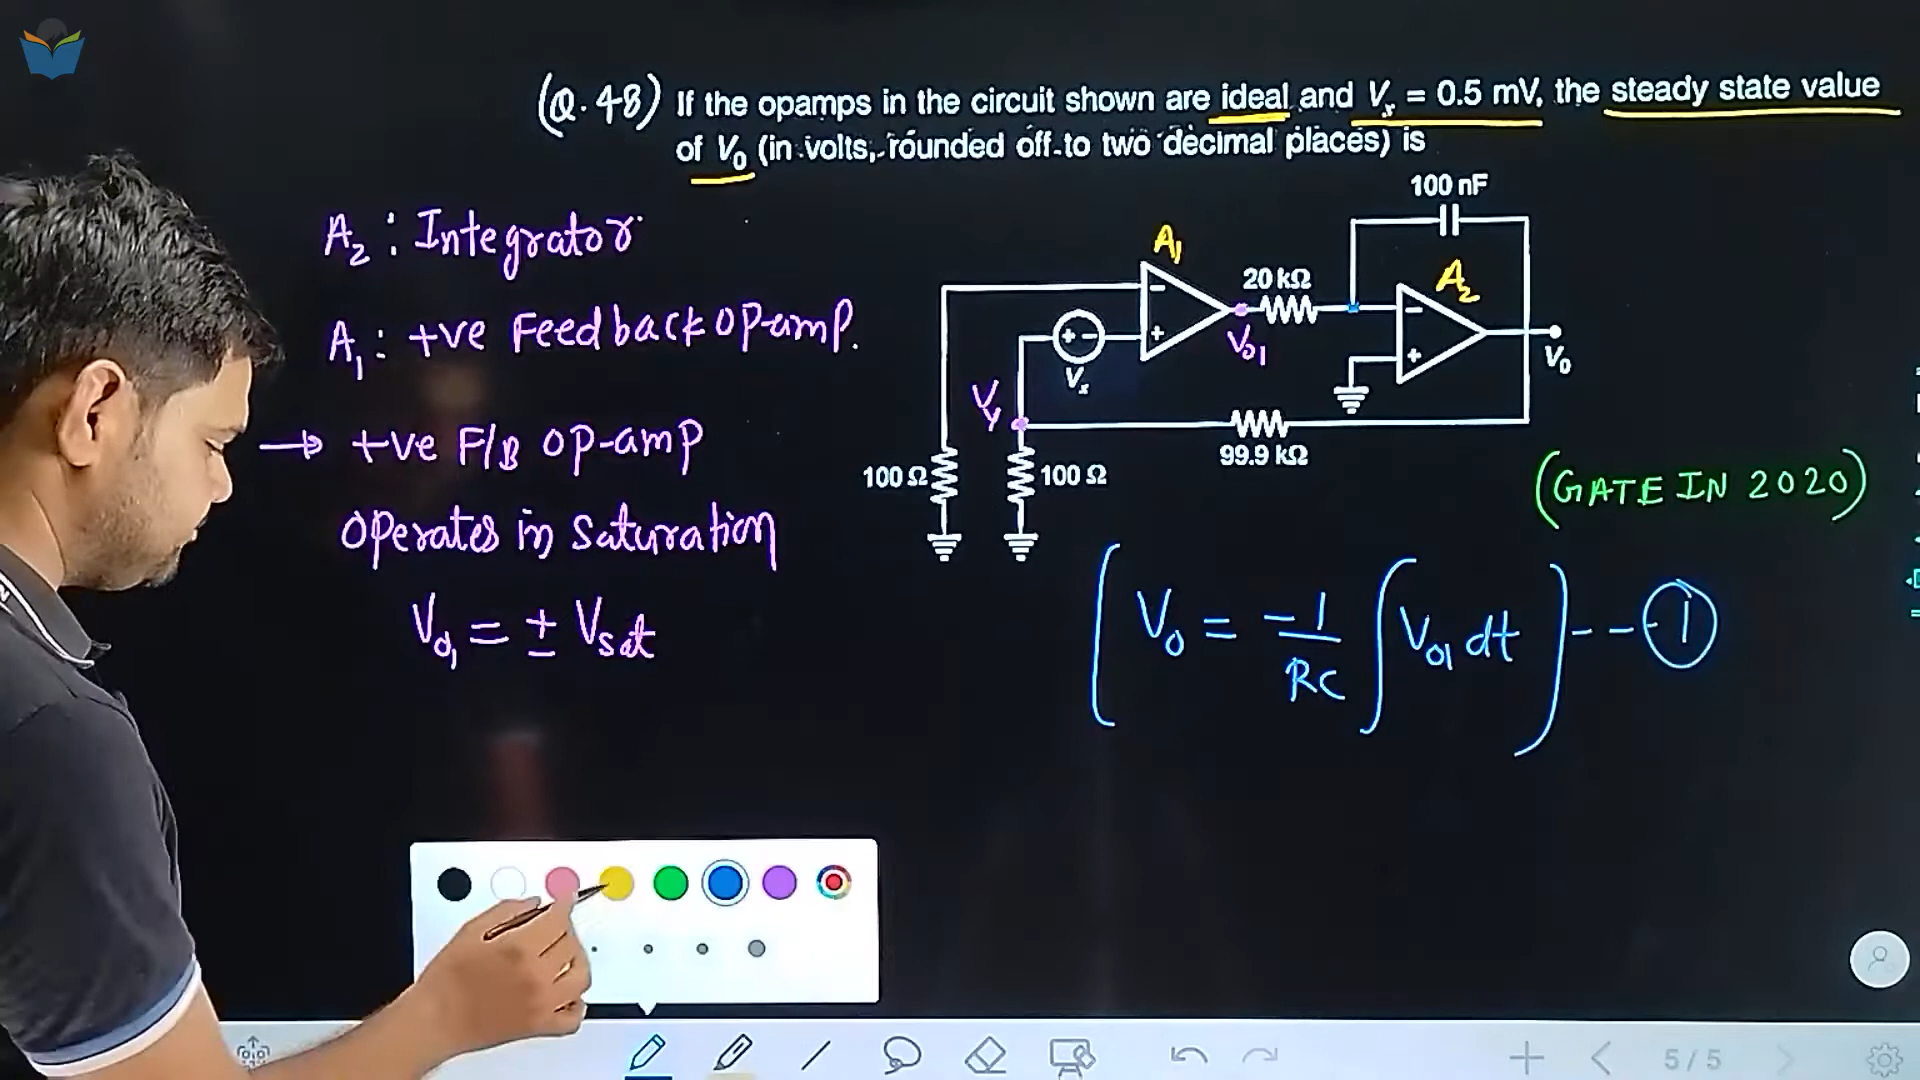 (Q.48) If the opamps in the circuit shown are ideal and Vx = 0.5 mV, the steady state value
of V0 (in volts, rounded off to two decimal places) is
A2 : Integrator
A1 : +ve Feedback op-amp.
→ +ve F/B op-amp
operates in saturation
Vo1 = ± Vsat
100 nF
A1
A2
20 kΩ
−
+
+ −
Vx
Vo1
−
+
V0
Vy
99.9 kΩ
100 Ω
100 Ω
(GATE IN 2020)
[V0 = -1/RC ∫ Vo1 dt] --- ①
5 / 5